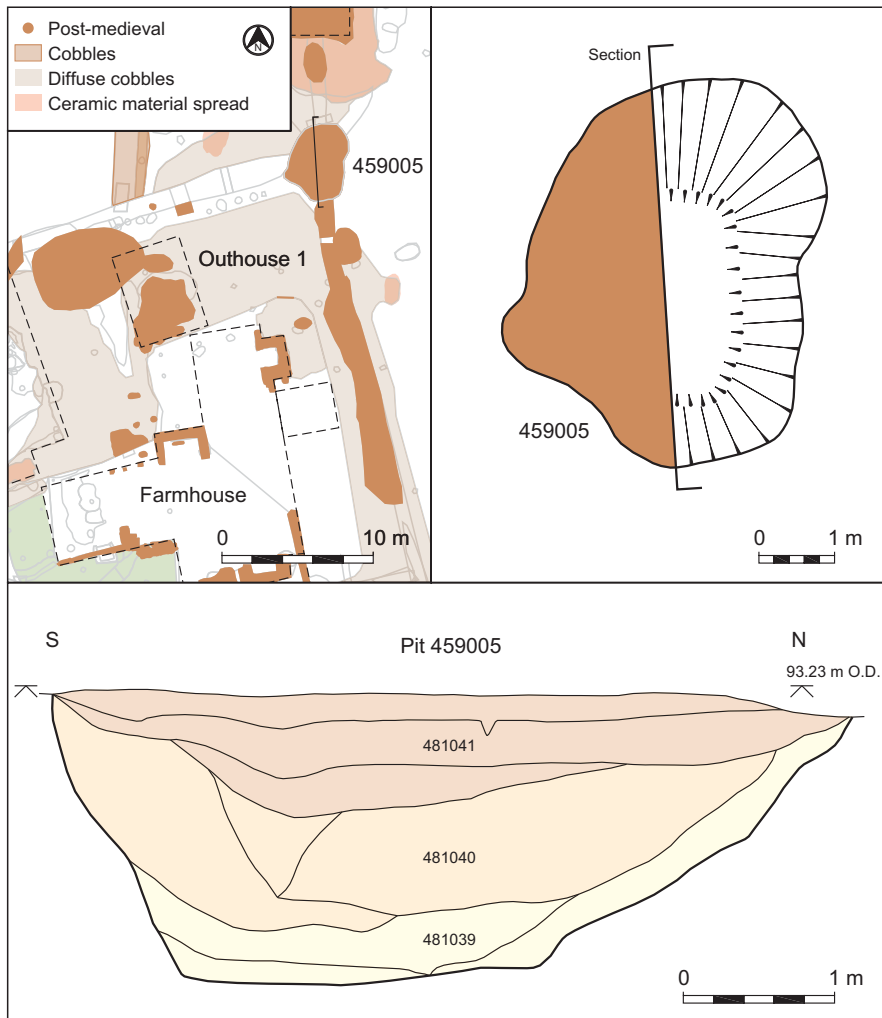 Post-medieval
N
Cobbles
Diffuse cobbles
Ceramic material spread
459005
Outhouse 1
Farmhouse
0 10 m
Section
459005
0 1 m
S Pit 459005 N
93.23 m O.D.
481041
481040
481039
0 1 m